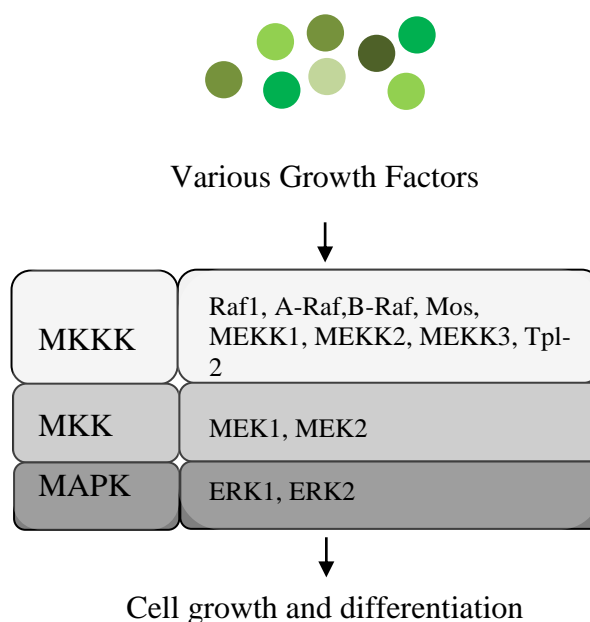 Various Growth Factors
MKKK
Raf1, A-Raf,B-Raf, Mos,
MEKK1, MEKK2, MEKK3, Tpl-
2
MKK
MEK1, MEK2
MAPK
ERK1, ERK2
Cell growth and differentiation